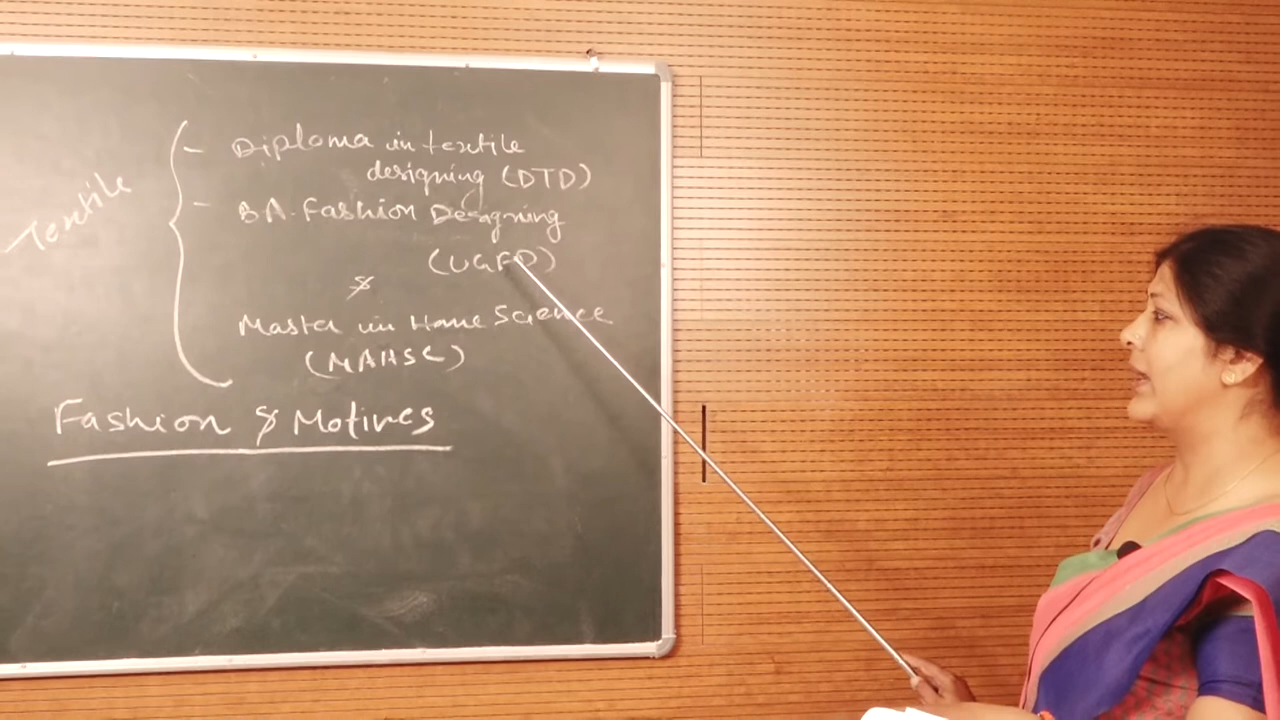 Textile
- Diploma in textile
designing (DTD)
- BA. Fashion Designing
(UGFD)
&
Master in Home Science
(MAHSC)
Fashion & Motives